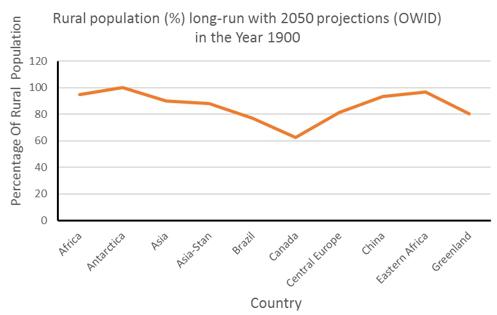 Rural population (%) long-run with 2050 projections (OWID)
in the Year 1900
Percentage Of Rural Population
120
100
80
60
40
20
0
Africa
Antarctica
Asia
Asia-Stan
Brazil
Canada
Central Europe
China
Eastern Africa
Greenland
Country